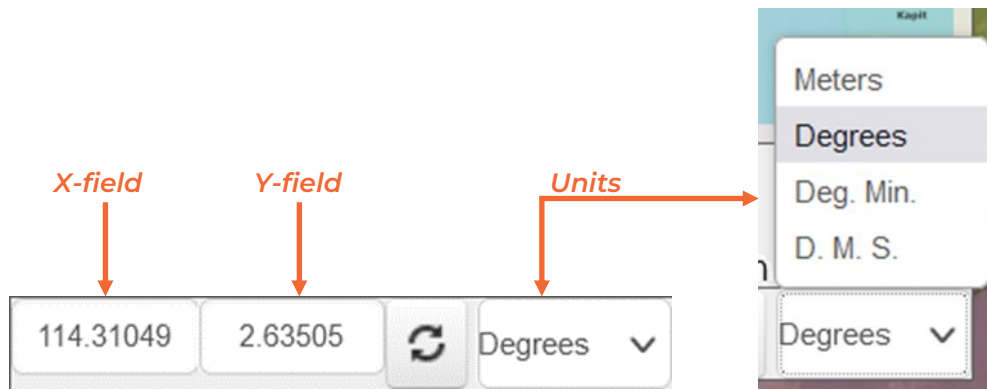 Kapit
Meters
Degrees
Deg. Min.
D. M. S.
X-field Y-field Units
114.31049 2.63505 Degrees
Degrees